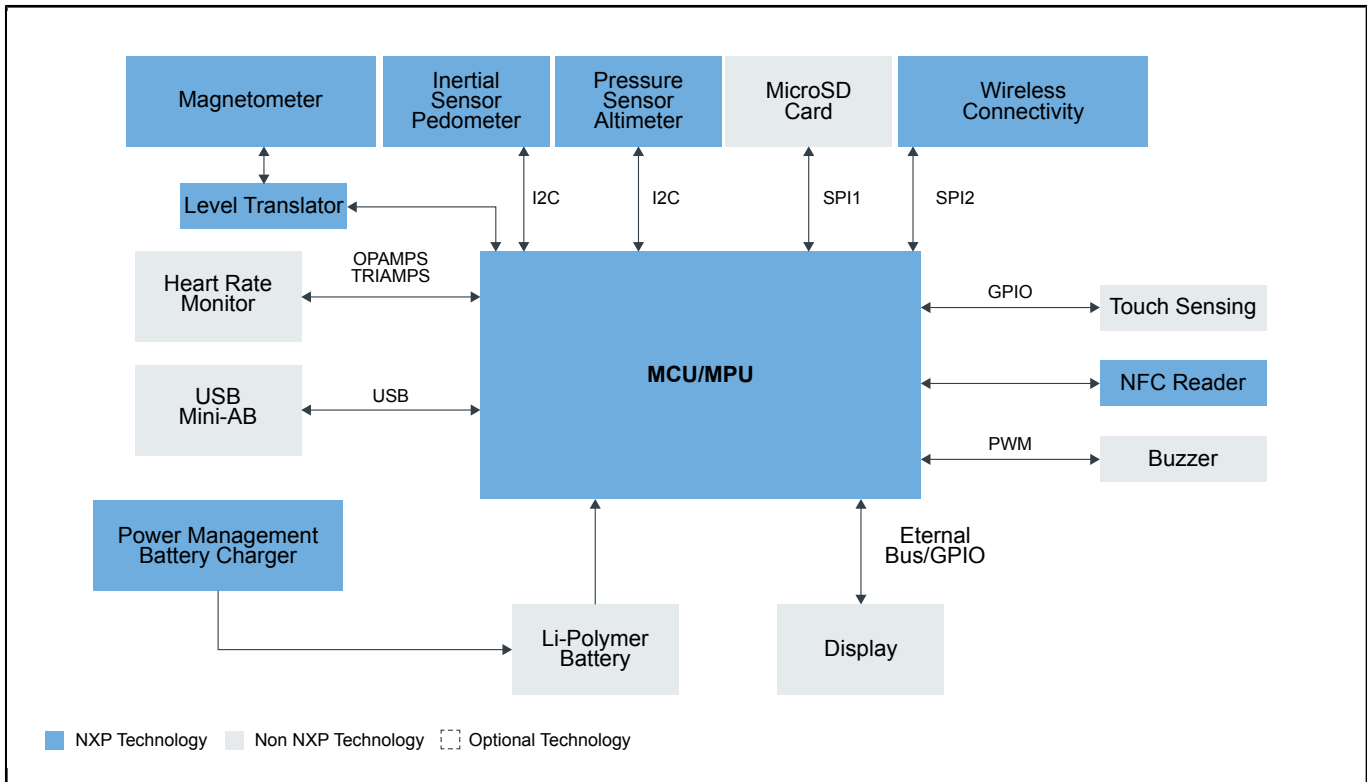 Magnetometer
Inertial
Sensor
Pedometer
Pressure
Sensor
Altimeter
MicroSD
Card
Wireless
Connectivity
Level Translator
I2C
I2C
SPI1
SPI2
OPAMPS
TRIAMPS
Heart Rate
Monitor
GPIO
Touch Sensing
MCU/MPU
NFC Reader
USB
Mini-AB
USB
PWM
Buzzer
Power Management
Battery Charger
Eternal
Bus/GPIO
Li-Polymer
Battery
Display
NXP Technology
Non NXP Technology
Optional Technology